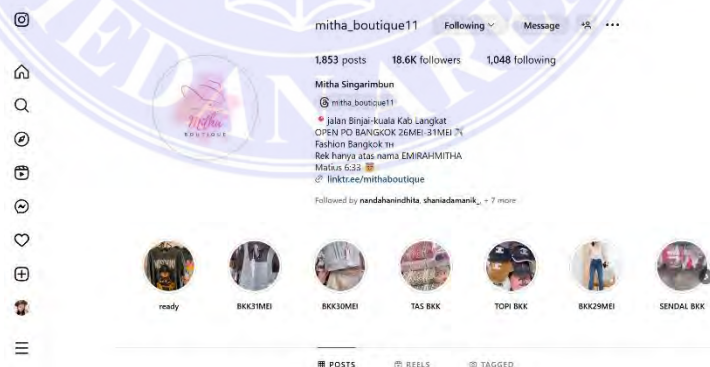 MEDAN AREA
mitha_boutique11 Following Message
1,853 posts 18.6K followers 1,048 following
Mitha Singarimbun
mitha_boutique11
jalan Binjai-kuala Kab Langkat
OPEN PO BANGKOK 26MEI-31MEI
Fashion Bangkok TH
Rek hanya atas nama EMIRAHMITHA
Matius 6:33
linktr.ee/mithaboutique
Followed by nandahanindhita, shaniadamanik_, + 7 more
Mitha
BOUTIQUE
ready BKK31MEI BKK30MEI TAS BKK TOPI BKK BKK29MEI SENDAL BKK
POSTS REELS TAGGED